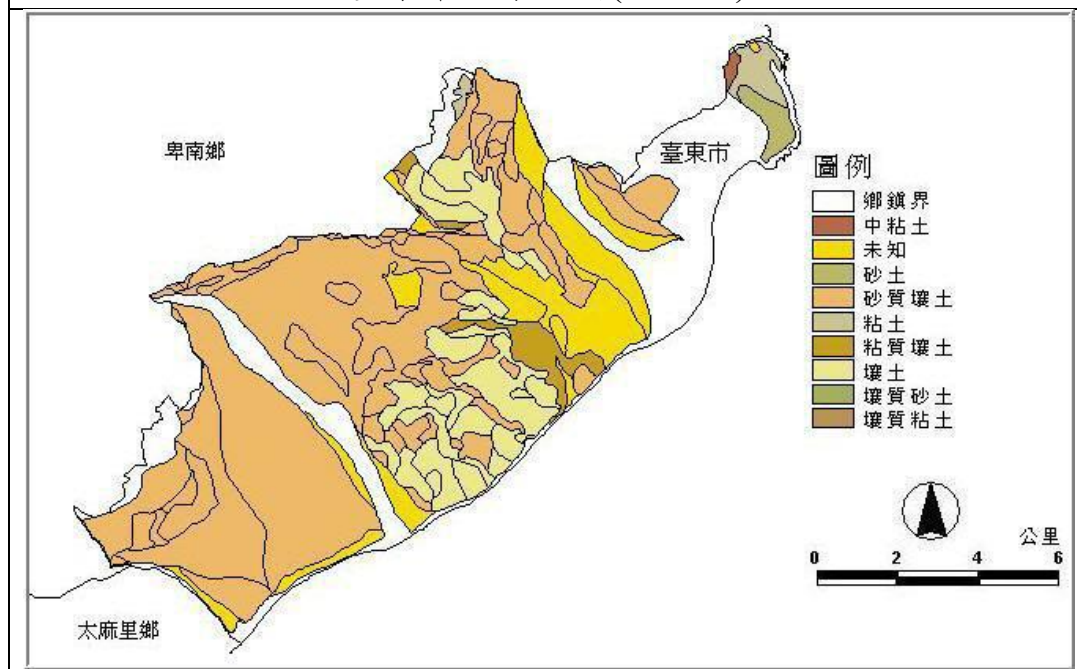 卑南鄉
臺東市
圖例
鄉鎮界
中粘土
未知
砂土
砂質壤土
粘土
粘質壤土
壤土
壤質砂土
壤質粘土
公里
0 2 4 6
太麻里鄉